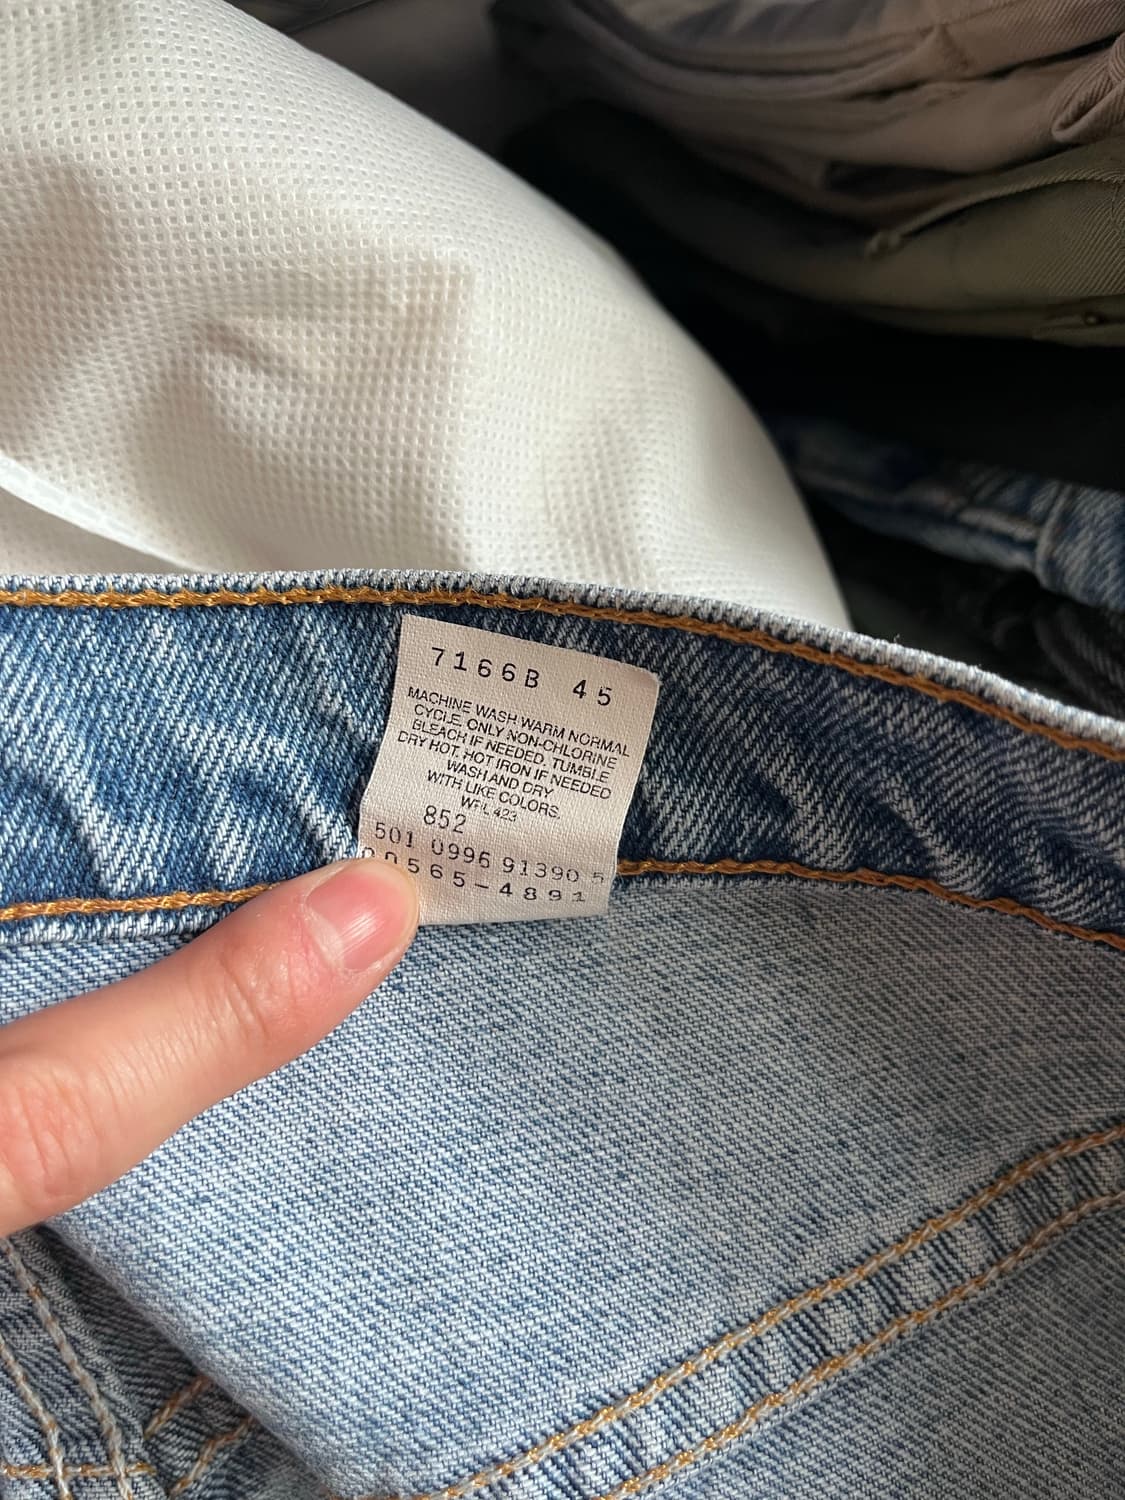 7166B 45
MACHINE WASH WARM NORMAL
CYCLE. ONLY NON-CHLORINE
BLEACH IF NEEDED. TUMBLE
DRY HOT. HOT IRON IF NEEDED
WASH AND DRY
WITH LIKE COLORS.
WPL 423
852
501 0996 91390 5
00565-4891